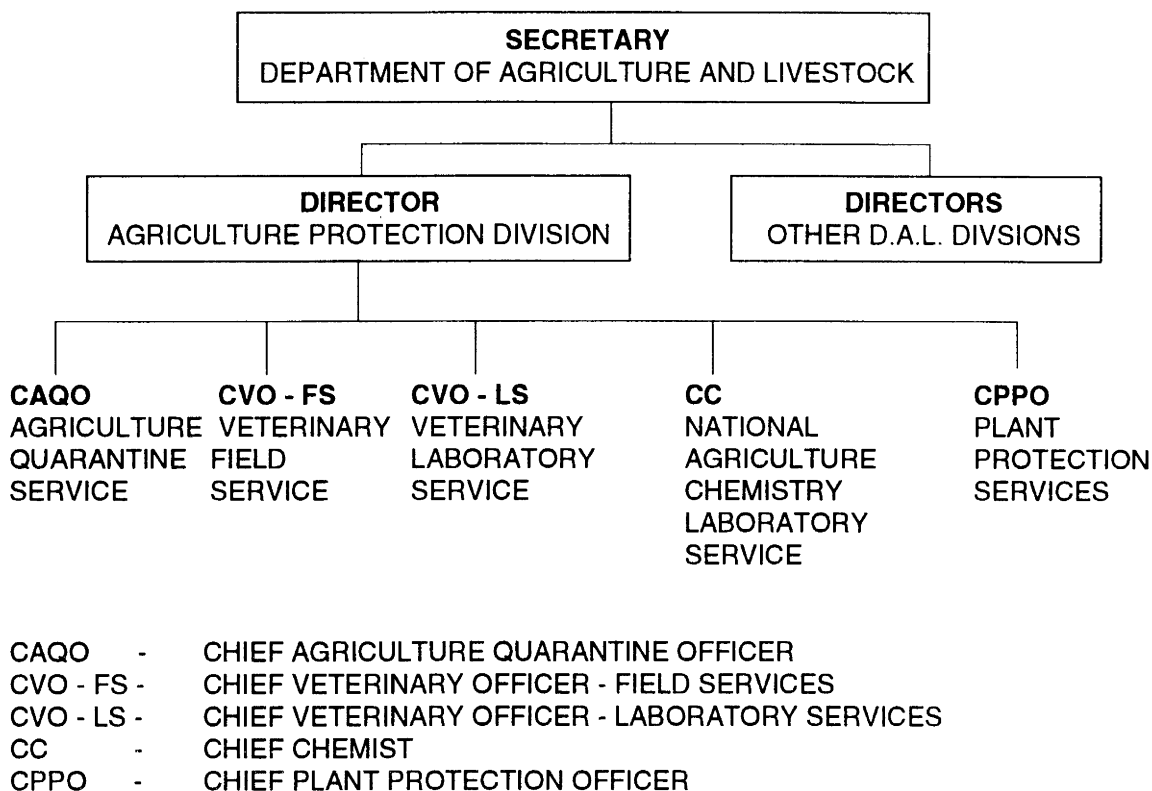 SECRETARY
DEPARTMENT OF AGRICULTURE AND LIVESTOCK
DIRECTOR
AGRICULTURE PROTECTION DIVISION
DIRECTORS
OTHER D.A.L. DIVSIONS
CAQO
AGRICULTURE
QUARANTINE
SERVICE
CVO - FS
VETERINARY
FIELD
SERVICE
CVO - LS
VETERINARY
LABORATORY
SERVICE
CC
NATIONAL
AGRICULTURE
CHEMISTRY
LABORATORY
SERVICE
CPPO
PLANT
PROTECTION
SERVICES
CAQO - CHIEF AGRICULTURE QUARANTINE OFFICER
CVO - FS - CHIEF VETERINARY OFFICER - FIELD SERVICES
CVO - LS - CHIEF VETERINARY OFFICER - LABORATORY SERVICES
CC - CHIEF CHEMIST
CPPO - CHIEF PLANT PROTECTION OFFICER